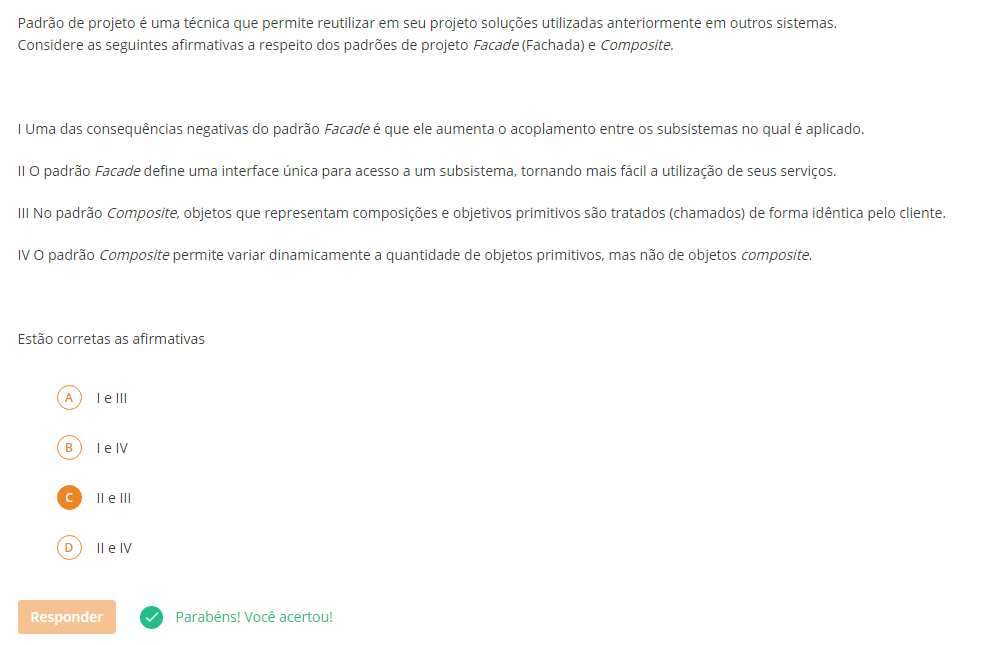 Padrão de projeto é uma técnica que permite reutilizar em seu projeto soluções utilizadas anteriormente em outros sistemas.
Considere as seguintes afirmativas a respeito dos padrões de projeto Facade (Fachada) e Composite.
I Uma das consequências negativas do padrão Facade é que ele aumenta o acoplamento entre os subsistemas no qual é aplicado.
II O padrão Facade define uma interface única para acesso a um subsistema, tornando mais fácil a utilização de seus serviços.
III No padrão Composite, objetos que representam composições e objetivos primitivos são tratados (chamados) de forma idêntica pelo cliente.
IV O padrão Composite permite variar dinamicamente a quantidade de objetos primitivos, mas não de objetos composite.
Estão corretas as afirmativas
A I e III
B I e IV
C II e III
D II e IV
Responder Parabéns! Você acertou!